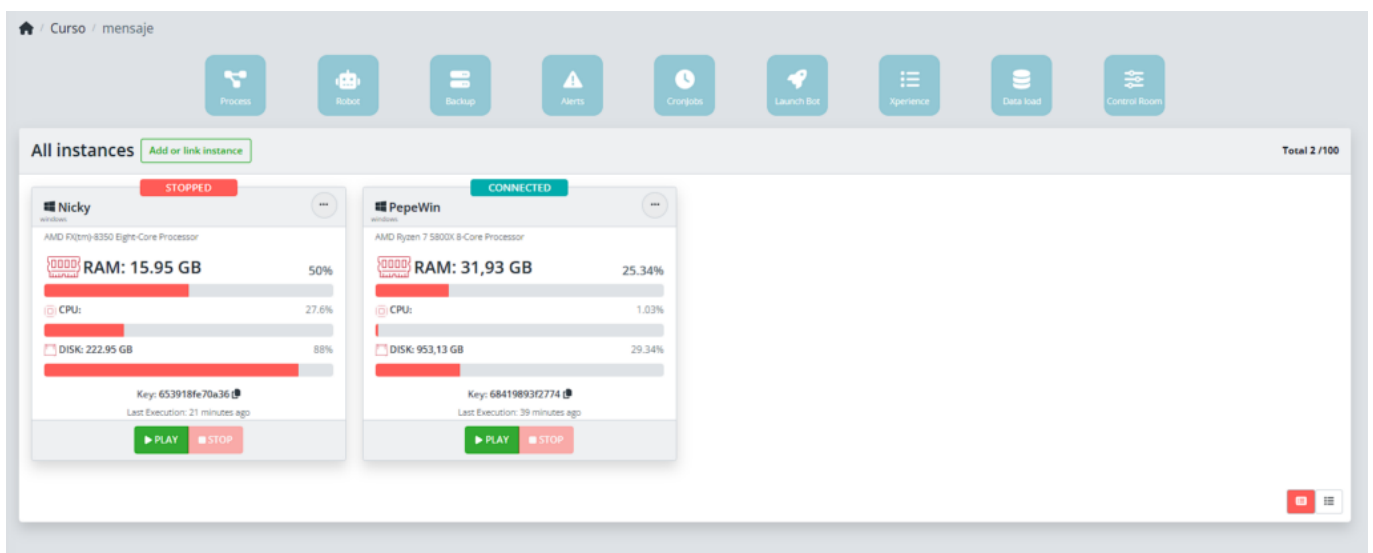 / Curso / mensaje
Process
Robot
Backup
Alerts
CronJobs
Launch Bot
Xperience
Data load
Control Room
All instances
Add or link instance
Total 2 /100
STOPPED
Nicky
windows
AMD FX(tm)-8350 Eight-Core Processor
RAM: 15.95 GB
50%
CPU:
27.6%
DISK: 222.95 GB
88%
Key: 653918fe70a36
Last Execution: 21 minutes ago
PLAY
STOP
CONNECTED
PepeWin
windows
AMD Ryzen 7 5800X 8-Core Processor
RAM: 31,93 GB
25.34%
CPU:
1.03%
DISK: 953,13 GB
29.34%
Key: 68419893f2774
Last Execution: 39 minutes ago
PLAY
STOP